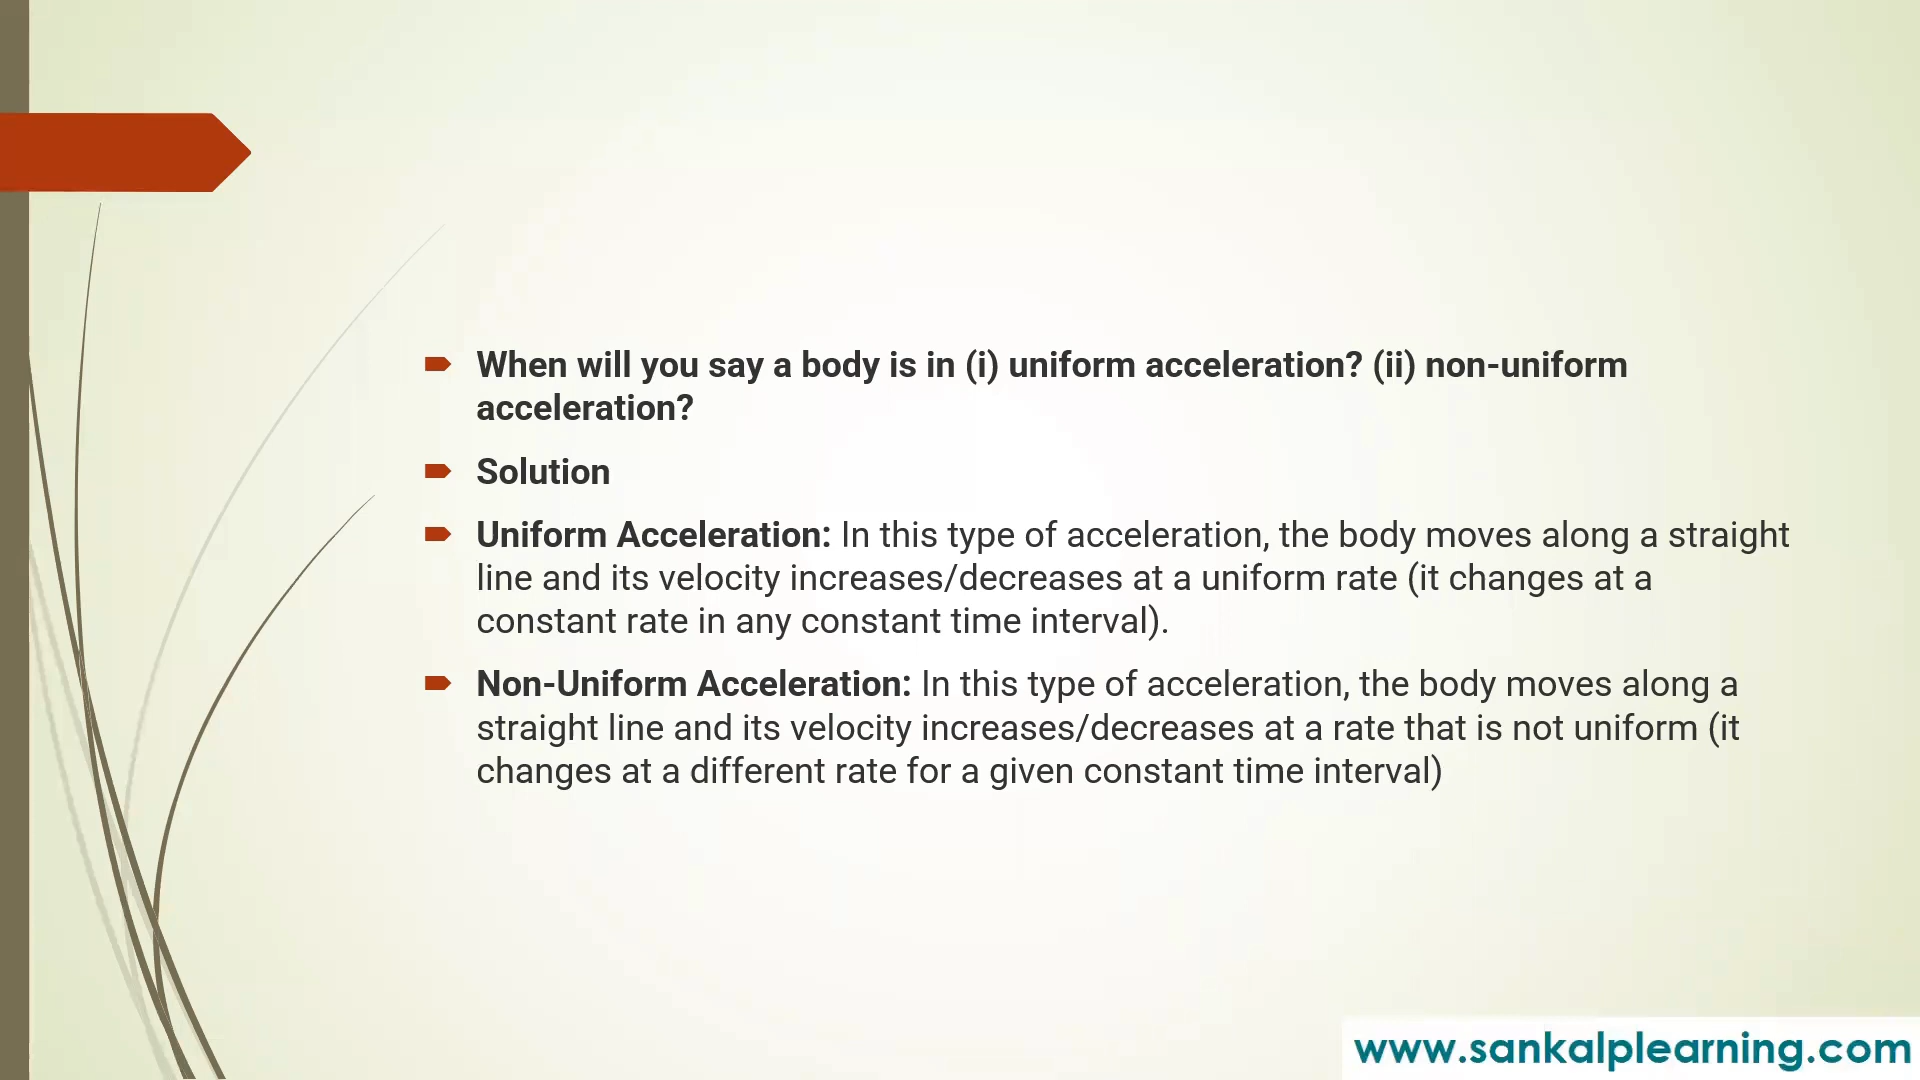 When will you say a body is in (i) uniform acceleration? (ii) non-uniform
acceleration?
Solution
Uniform Acceleration: In this type of acceleration, the body moves along a straight
line and its velocity increases/decreases at a uniform rate (it changes at a
constant rate in any constant time interval).
Non-Uniform Acceleration: In this type of acceleration, the body moves along a
straight line and its velocity increases/decreases at a rate that is not uniform (it
changes at a different rate for a given constant time interval)
www.sankalplearning.com